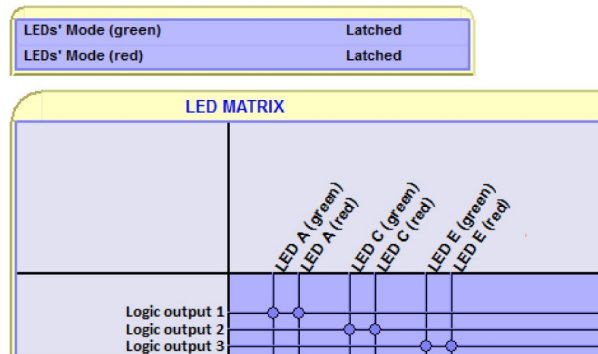 LEDs' Mode (green) Latched
LEDs' Mode (red) Latched
LED MATRIX
LED A (green)
LED A (red)
LED C (green)
LED C (red)
LED E (green)
LED E (red)
Logic output 1
Logic output 2
Logic output 3